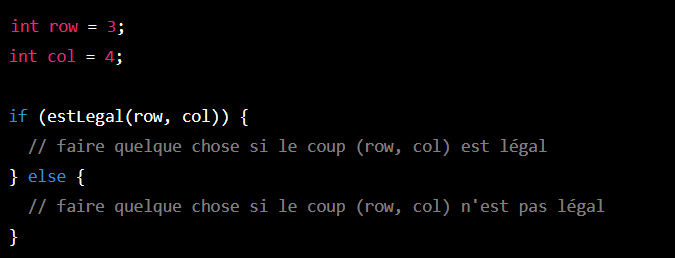 int row = 3;
int col = 4;
if (estLegal(row, col)) {
// faire quelque chose si le coup (row, col) est légal
} else {
// faire quelque chose si le coup (row, col) n'est pas légal
}